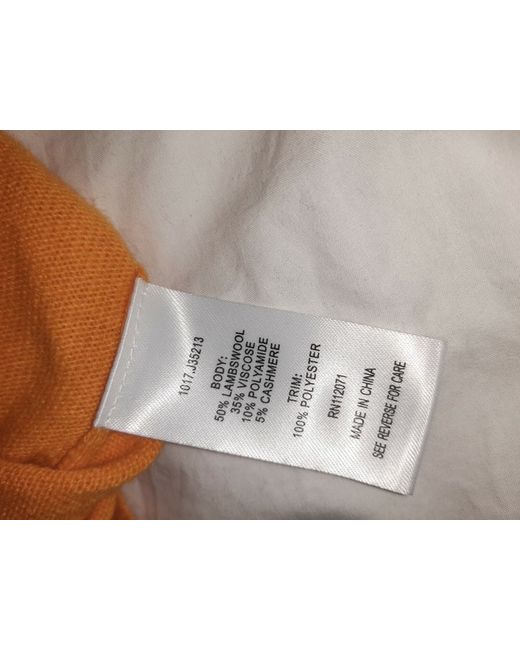 1017.J35213
BODY:
50% LAMBSWOOL
35% VISCOSE
10% POLYAMIDE
5% CASHMERE
TRIM:
100% POLYESTER
RN112071
MADE IN CHINA
SEE REVERSE FOR CARE